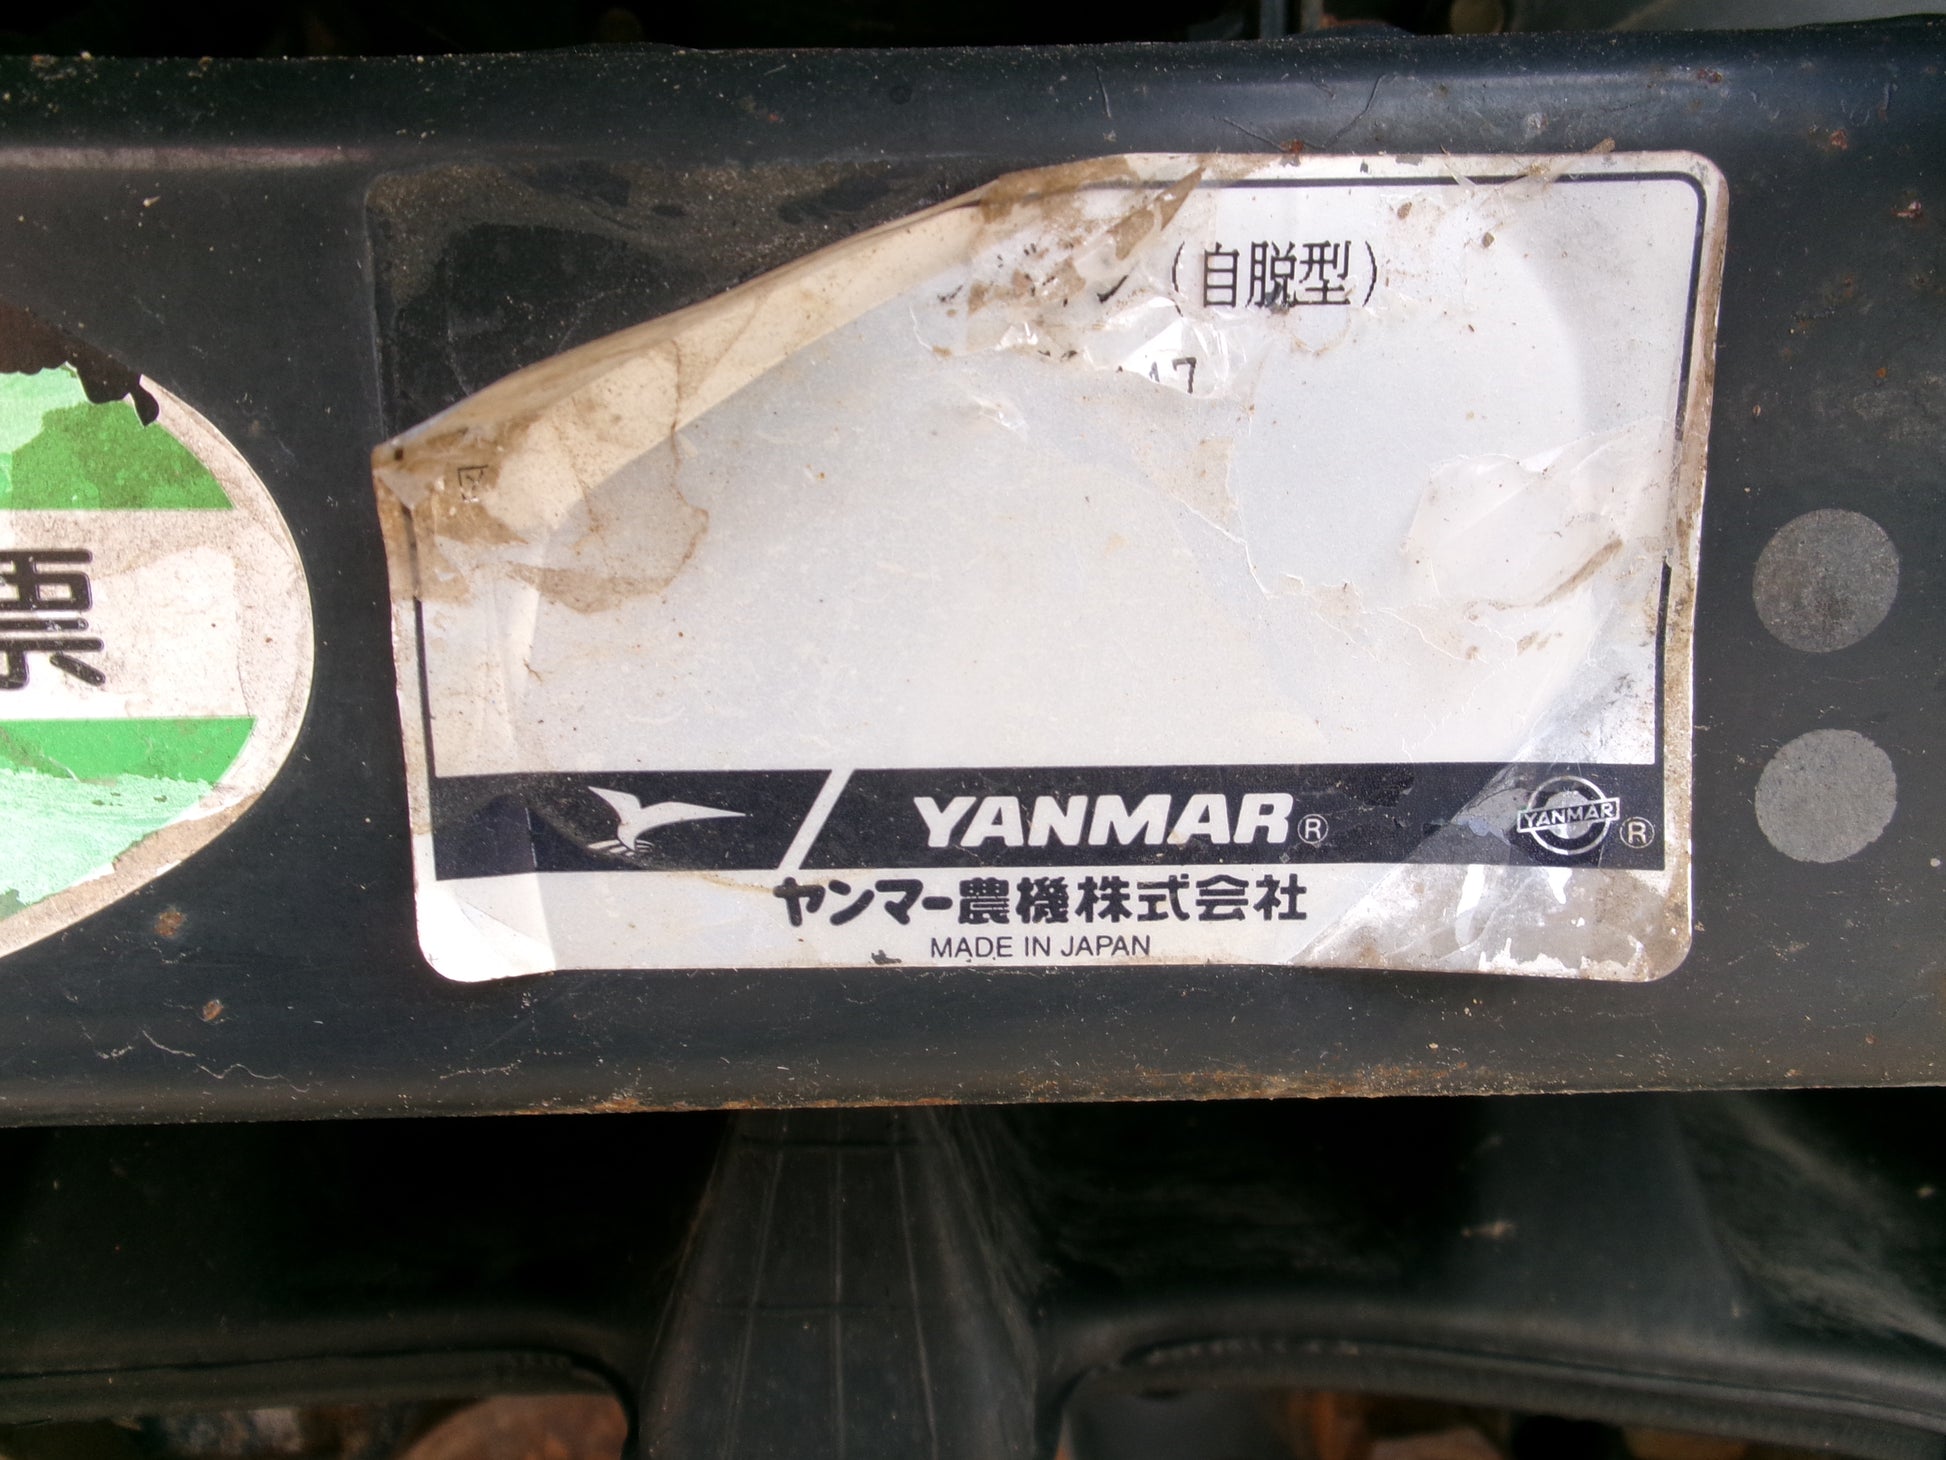 （自脱型）
7
票
YANMAR®
YANMAR ®
ヤンマー農機株式会社
MADE IN JAPAN